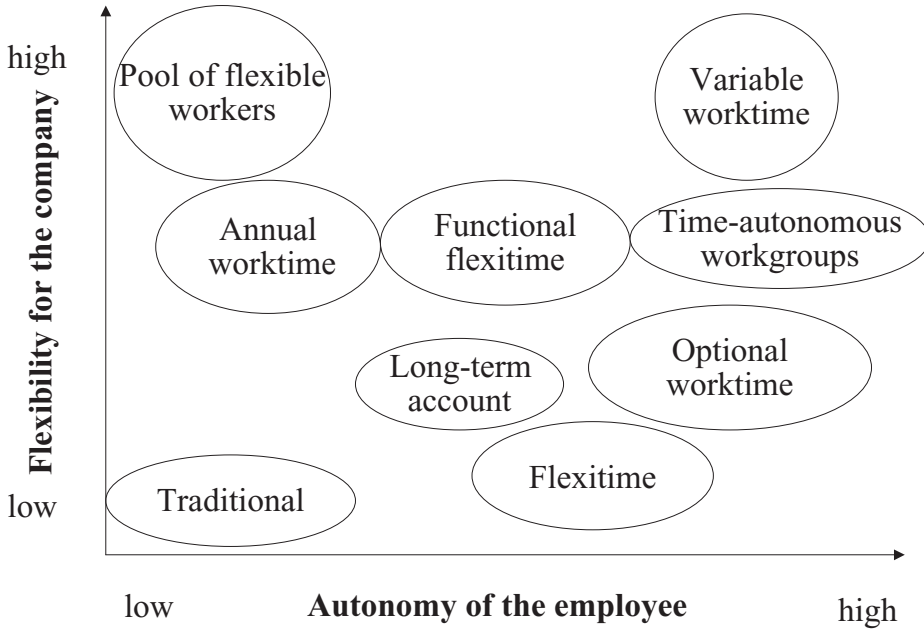 high
Pool of flexible
workers
Variable
worktime
Annual
worktime
Functional
flexitime
Time-autonomous
workgroups
Long-term
account
Optional
worktime
Flexitime
Traditional
low
Flexibility for the company
low
Autonomy of the employee
high